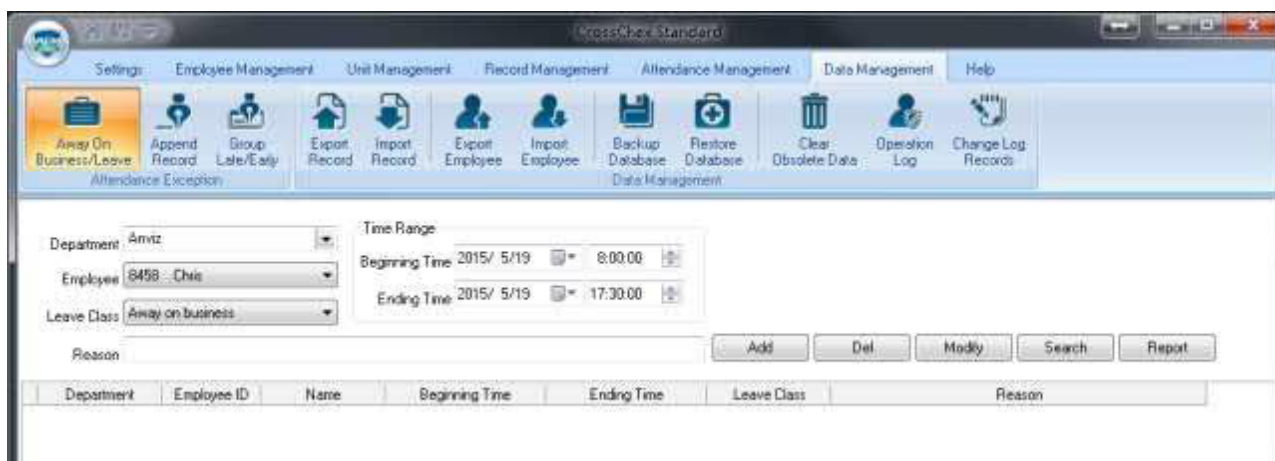 CrossChex Standard
Settings Employee Management Unit Management Record Management Attendance Management Data Management Help
Away On Business/Leave
Append Record
Group Late/Early
Export Record
Import Record
Export Employee
Import Employee
Backup Database
Restore Database
Clear Obsolete Data
Operation Log
Change Log Records
Attendance Exception Data Management
Department Anviz
Employee 8458 Chris
Leave Class Away on business
Time Range
Beginning Time 2015/ 5/19 8:00:00
Ending Time 2015/ 5/19 17:30:00
Reason Add Del Modify Search Report
Department Employee ID Name Beginning Time Ending Time Leave Class Reason